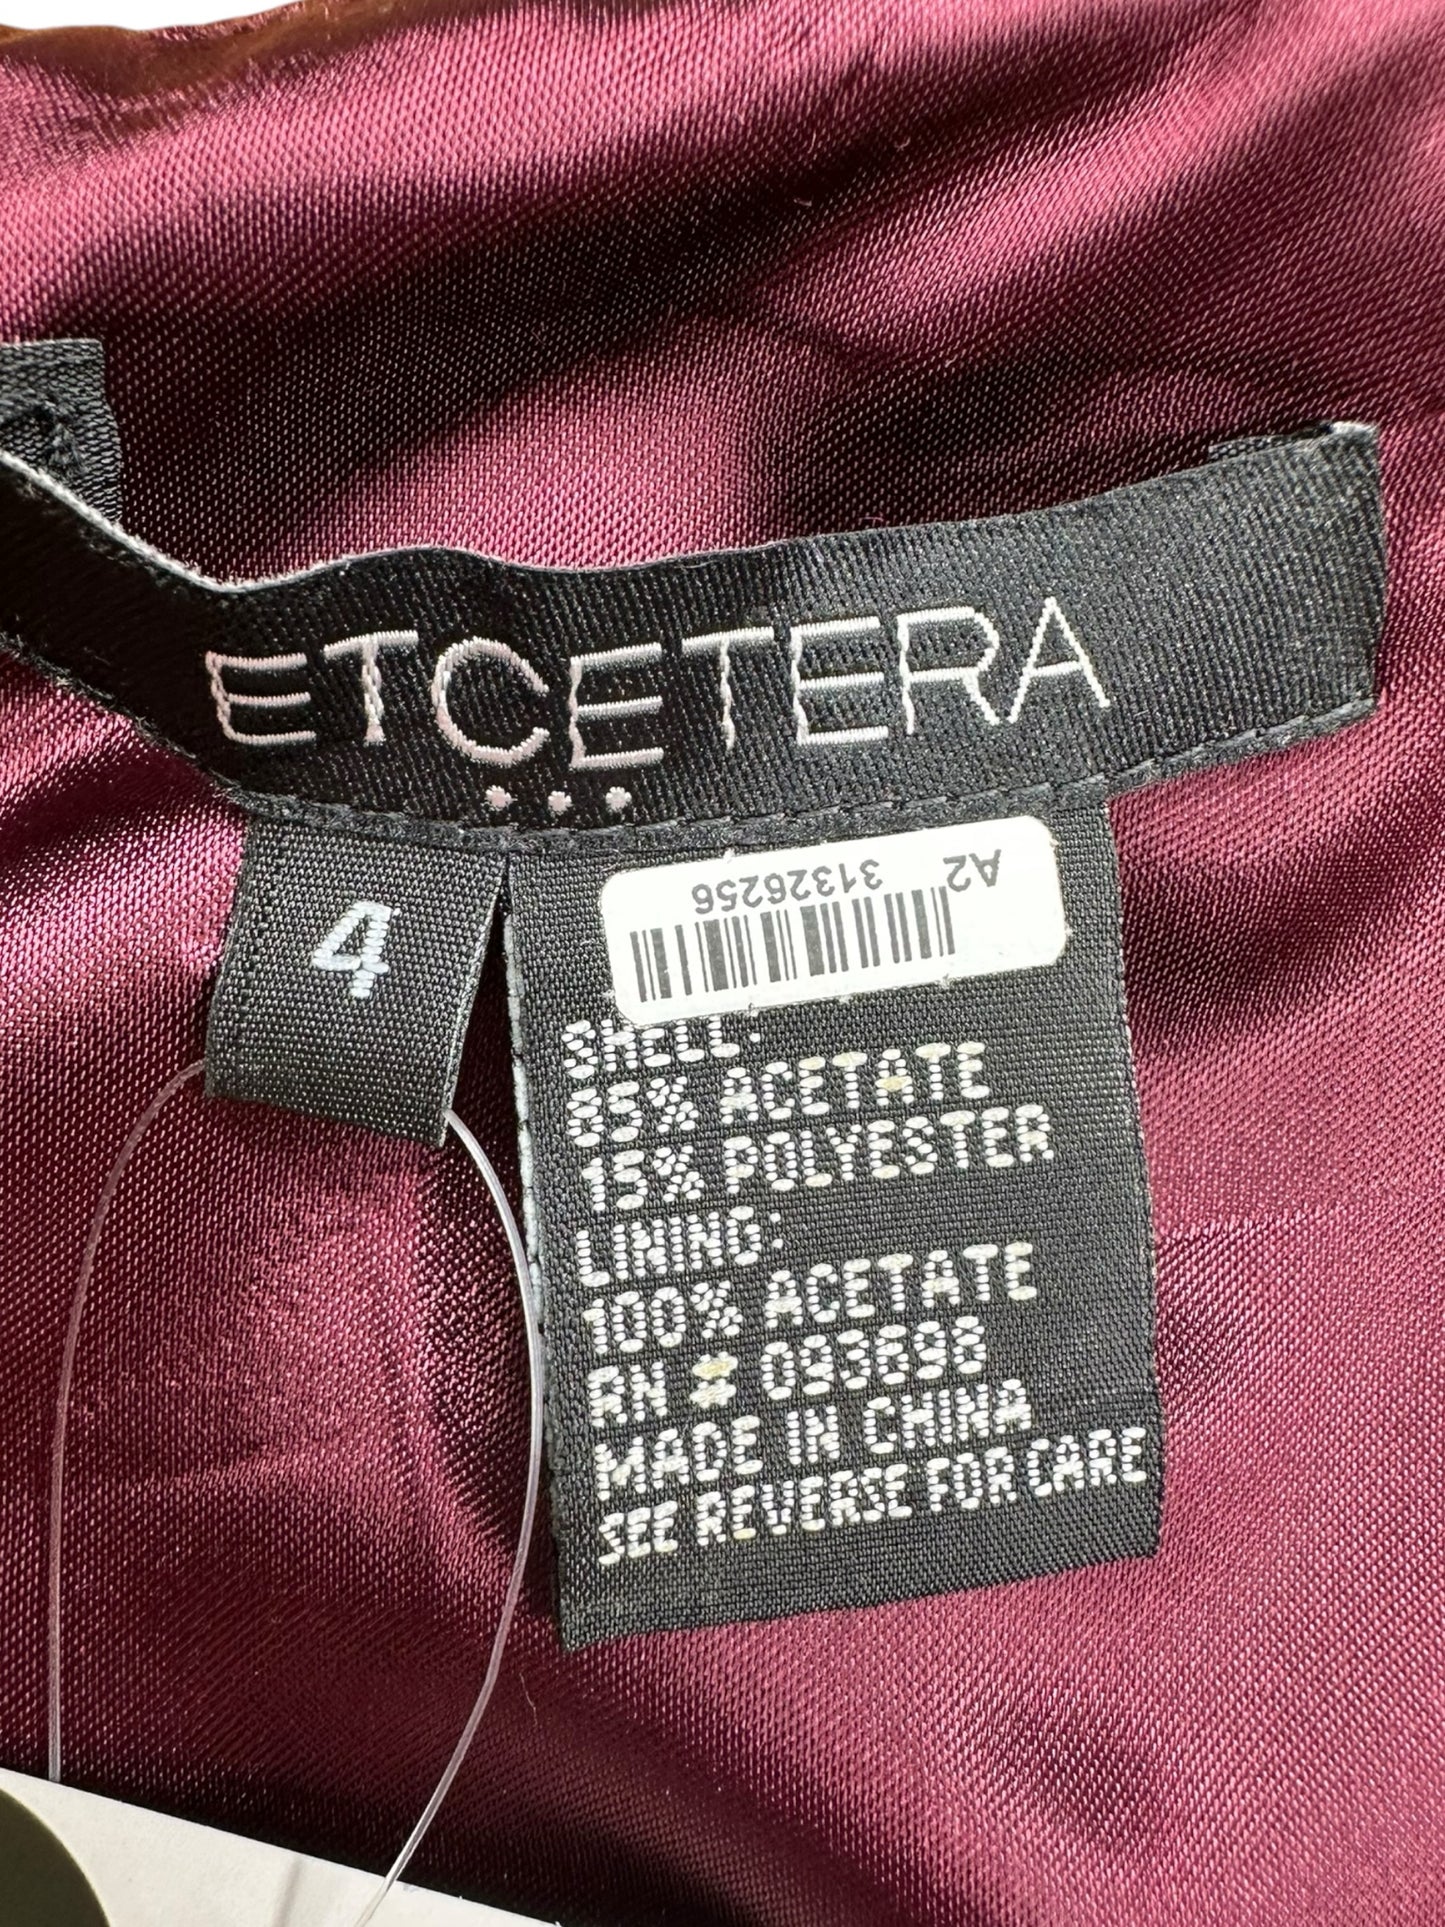 ETCETERA
...
4
A2 31326256
SHELL:
85% ACETATE
15% POLYESTER
LINING:
100% ACETATE
RN # 093698
MADE IN CHINA
SEE REVERSE FOR CARE